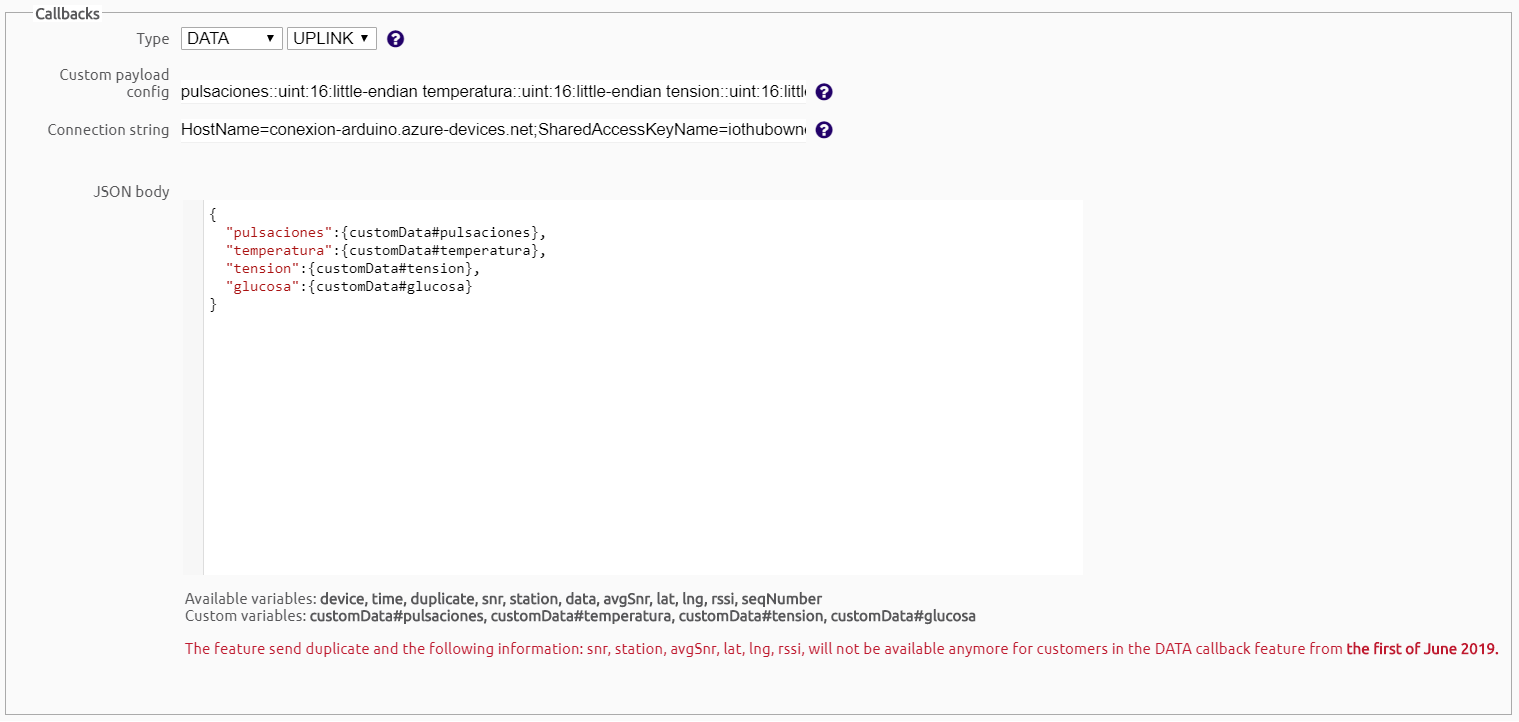 Callbacks
Type DATA UPLINK ?
Custom payload
config pulsaciones::uint:16:little-endian temperatura::uint:16:little-endian tension::uint:16:little ?
Connection string HostName=conexion-arduino.azure-devices.net;SharedAccessKeyName=iothubowne ?
JSON body
{
"pulsaciones":{customData#pulsaciones},
"temperatura":{customData#temperatura},
"tension":{customData#tension},
"glucosa":{customData#glucosa}
}
Available variables: device, time, duplicate, snr, station, data, avgSnr, lat, lng, rssi, seqNumber
Custom variables: customData#pulsaciones, customData#temperatura, customData#tension, customData#glucosa
The feature send duplicate and the following information: snr, station, avgSnr, lat, lng, rssi, will not be available anymore for customers in the DATA callback feature from the first of June 2019.